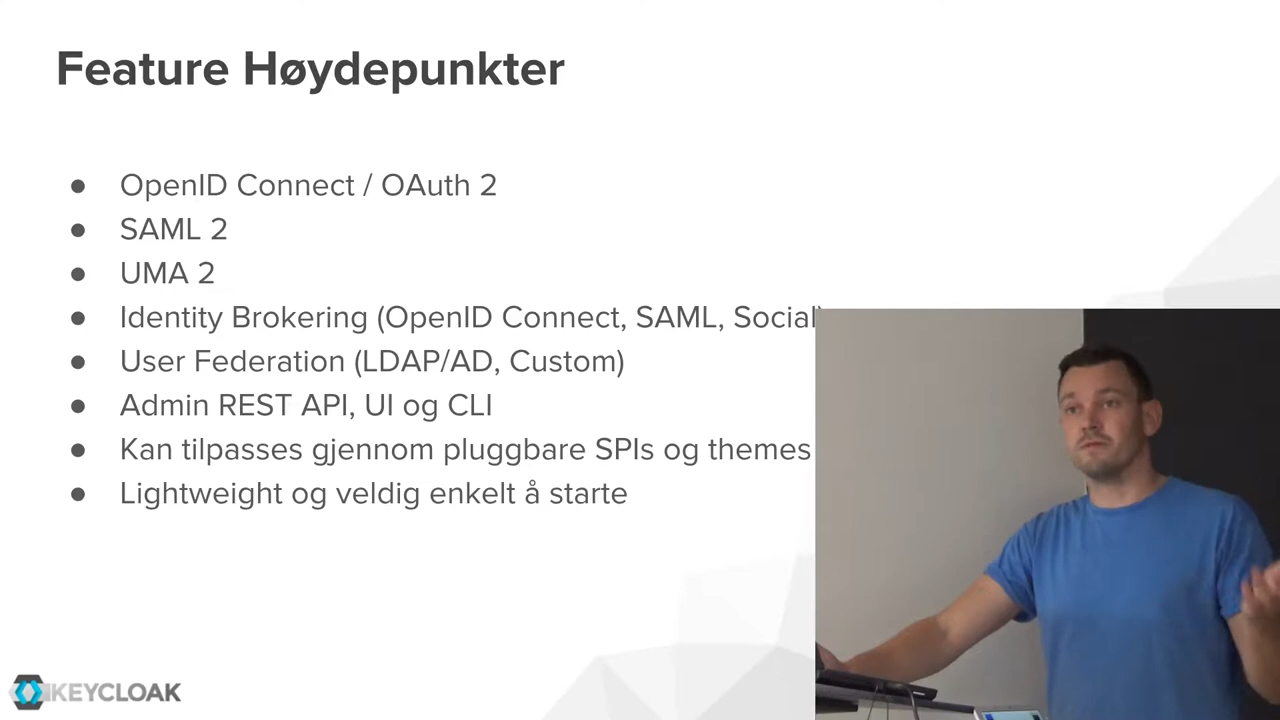 Feature Høydepunkter
● OpenID Connect / OAuth 2
● SAML 2
● UMA 2
● Identity Brokering (OpenID Connect, SAML, Social)
● User Federation (LDAP/AD, Custom)
● Admin REST API, UI og CLI
● Kan tilpasses gjennom pluggbare SPIs og themes
● Lightweight og veldig enkelt å starte
KEYCLOAK